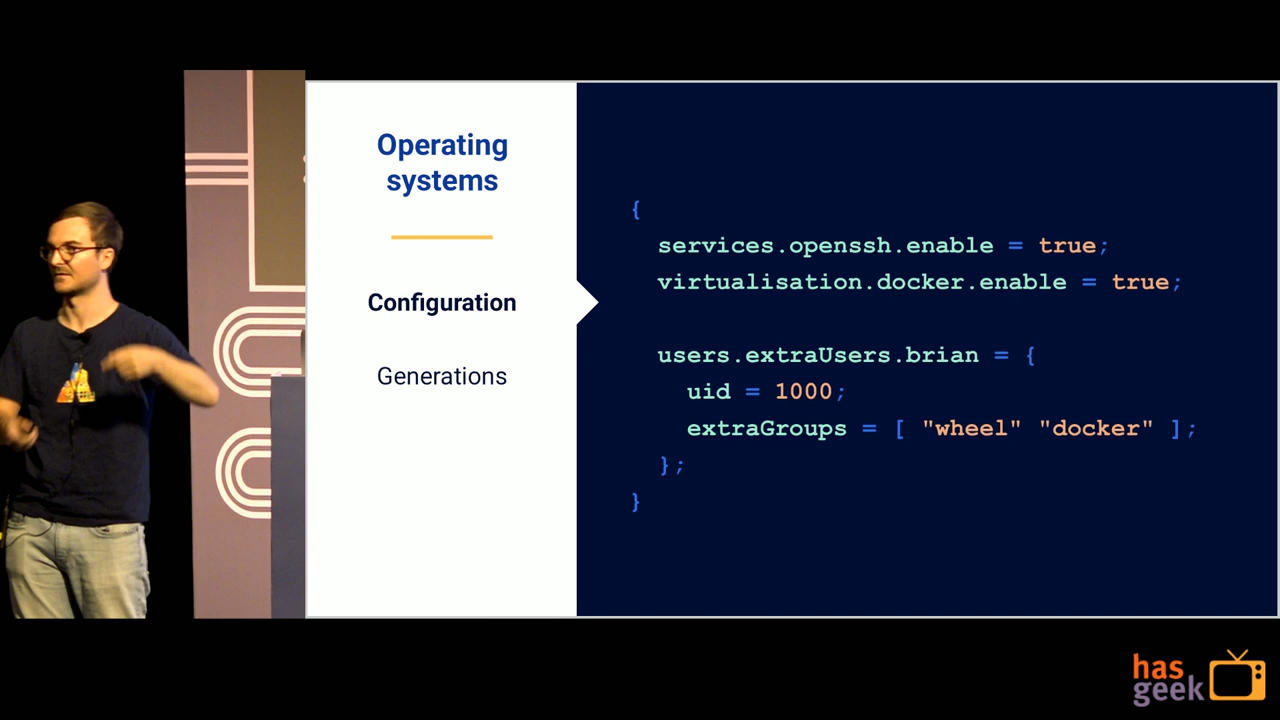 Operating
systems
Configuration
Generations
{
  services.openssh.enable = true;
  virtualisation.docker.enable = true;

  users.extraUsers.brian = {
    uid = 1000;
    extraGroups = [ "wheel" "docker" ];
  };
}
has
geek